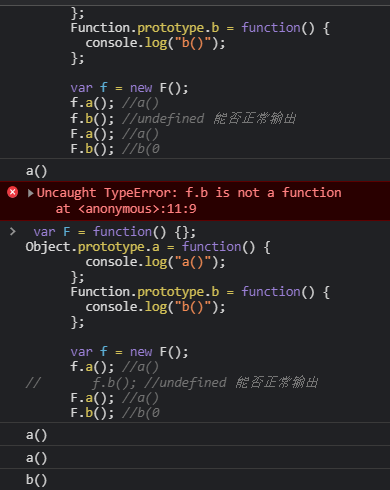 };
Function.prototype.b = function() {
console.log("b()");
};
var f = new F();
f.a(); //a()
f.b(); //undefined 能否正常输出
F.a(); //a()
F.b(); //b(0
a()
Uncaught TypeError: f.b is not a function
at <anonymous>:11:9
var F = function() {};
Object.prototype.a = function() {
console.log("a()");
};
Function.prototype.b = function() {
console.log("b()");
};
var f = new F();
f.a(); //a()
// f.b(); //undefined 能否正常输出
F.a(); //a()
F.b(); //b(0
a()
a()
b()